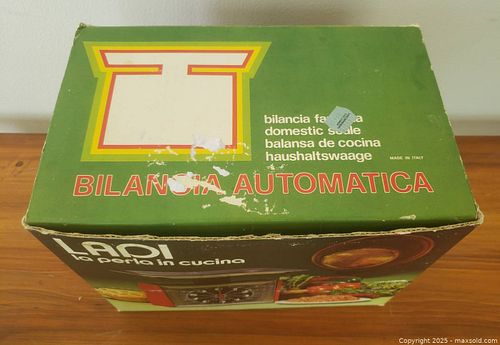 bilancia fa
domestic scale
balansa de cocina
haushaltswaage
MADE IN ITALY
BILANCIA AUTOMATICA
LADI
la perla in cucina
Copyright 2025 - maxsold.com